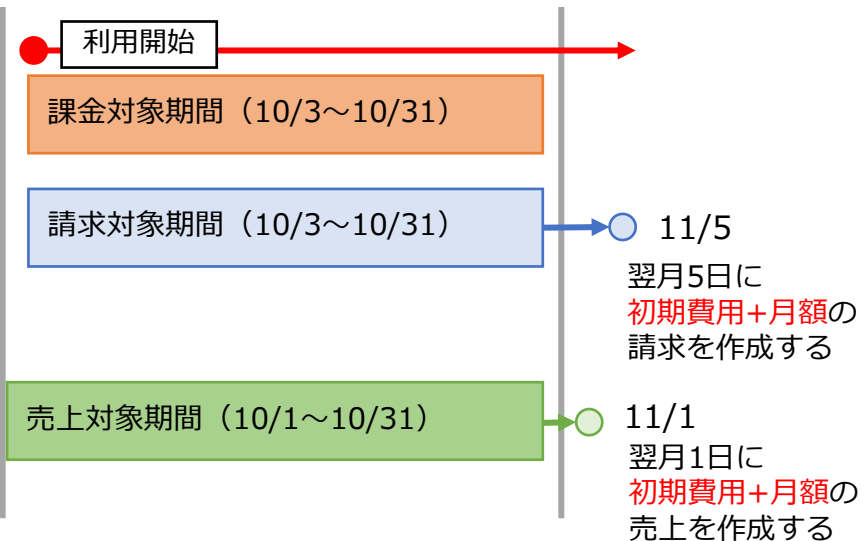 利用開始
課金対象期間（10/3～10/31）
請求対象期間（10/3～10/31）
11/5
翌月5日に
初期費用+月額の
請求を作成する
売上対象期間（10/1～10/31）
11/1
翌月1日に
初期費用+月額の
売上を作成する